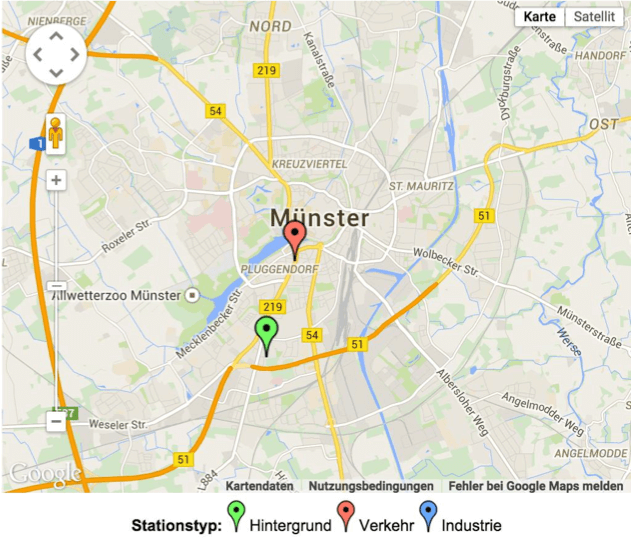 NIENBERGE
NORD
Kanalstraße
Karte
Satellit
HANDORF
219
Dyckburgstraße
54
OST
1
KREUZVIERTEL
ST. MAURITZ
Münster
51
Roxeler Str.
Wolbecker Str.
PLUGGENDORF
Allwetterzoo Münster
219
Mecklenbecker Str.
54
51
Münsterstraße
Werse
Albersloher Weg
Angelmodder Weg
Weseler Str.
ANGELMODDE
51
L884
Google
Kartendaten
Nutzungsbedingungen
Fehler bei Google Maps melden
Stationstyp: Hintergrund Verkehr Industrie